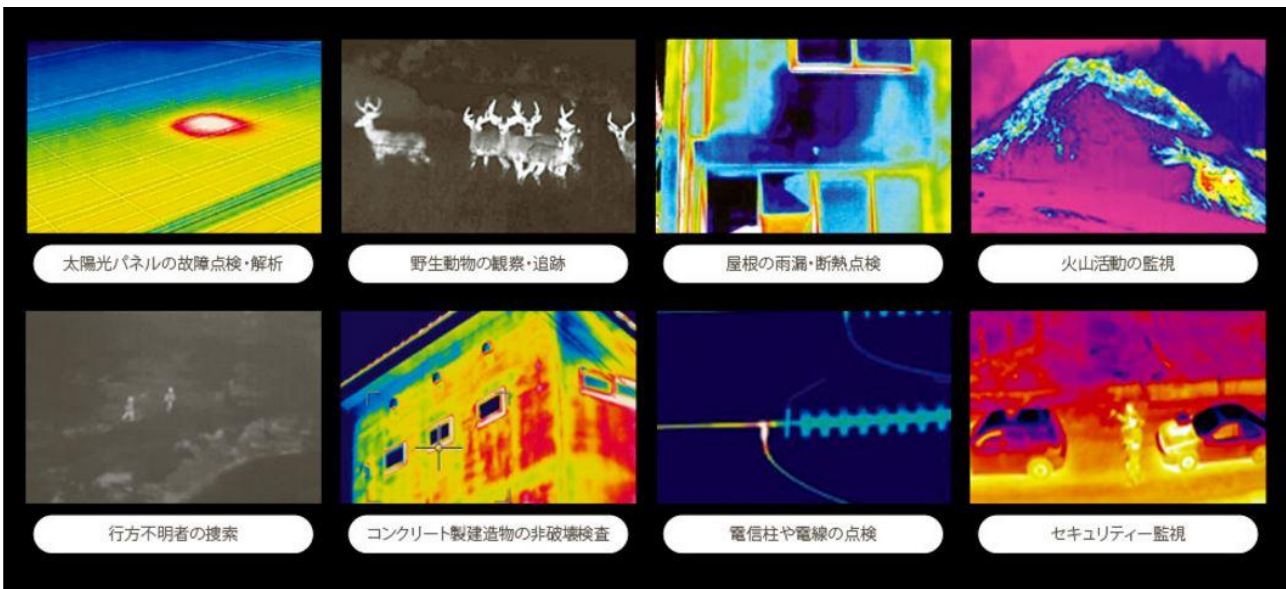 太陽光パネルの故障点検・解析
野生動物の観察・追跡
屋根の雨漏・断熱点検
火山活動の監視
行方不明者の捜索
コンクリート製建造物の非破壊検査
電信柱や電線の点検
セキュリティー監視